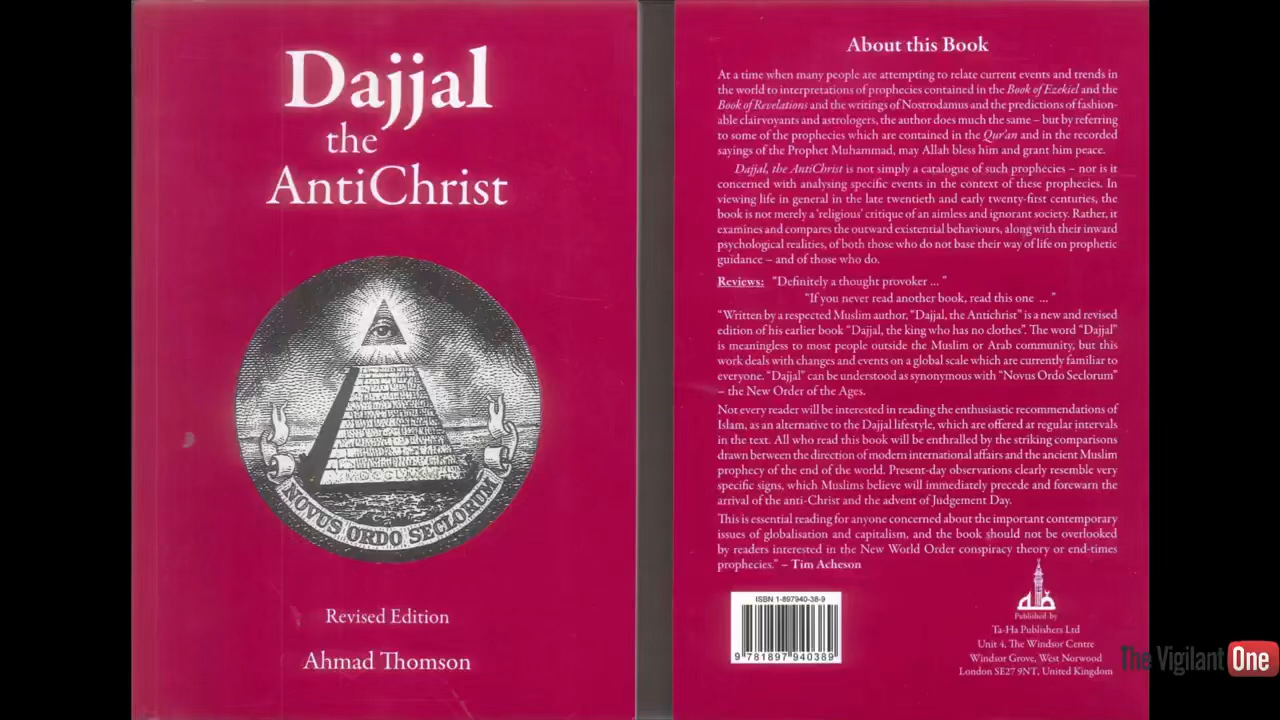 Dajjal
the
AntiChrist
NOVUS ORDO SECLORUM
Revised Edition
Ahmad Thomson
About this Book
At a time when many people are attempting to relate current events and trends in
the world to interpretations of prophecies contained in the Book of Ezekiel and the
Book of Revelations and the writings of Nostrodamus and the predictions of fashion-
able clairvoyants and astrologers, the author does much the same – but by referring
to some of the prophecies which are contained in the Qur'an and in the recorded
sayings of the Prophet Muhammad, may Allah bless him and grant him peace.
Dajjal, the AntiChrist is not simply a catalogue of such prophecies – nor is it
concerned with analysing specific events in the context of these prophecies. In
viewing life in general in the late twentieth and early twenty-first centuries, the
book is not merely a 'religious' critique of an aimless and ignorant society. Rather, it
examines and compares the outward existential behaviours, along with their inward
psychological realities, of both those who do not base their way of life on prophetic
guidance – and of those who do.
Reviews: "Definitely a thought provoker ... "
"If you never read another book, read this one ... "
"Written by a respected Muslim author, "Dajjal, the Antichrist" is a new and revised
edition of his earlier book "Dajjal, the king who has no clothes". The word "Dajjal"
is meaningless to most people outside the Muslim or Arab community, but this
work deals with changes and events on a global scale which are currently familiar to
everyone. "Dajjal" can be understood as synonymous with "Novus Ordo Seclorum"
– the New Order of the Ages.
Not every reader will be interested in reading the enthusiastic recommendations of
Islam, as an alternative to the Dajjal lifestyle, which are offered at regular intervals
in the text. All who read this book will be enthralled by the striking comparisons
drawn between the direction of modern international affairs and the ancient Muslim
prophecy of the end of the world. Present-day observations clearly resemble very
specific signs, which Muslims believe will immediately precede and forewarn the
arrival of the anti-Christ and the advent of Judgement Day.
This is essential reading for anyone concerned about the important contemporary
issues of globalisation and capitalism, and the book should not be overlooked
by readers interested in the New World Order conspiracy theory or end-times
prophecies." – Tim Acheson
ISBN 1-897940-38-9
9 781897 940389
Published by
Ta-Ha Publishers Ltd
Unit 4, The Windsor Centre
Windsor Grove, West Norwood
London SE27 9NT, United Kingdom
The Vigilant One